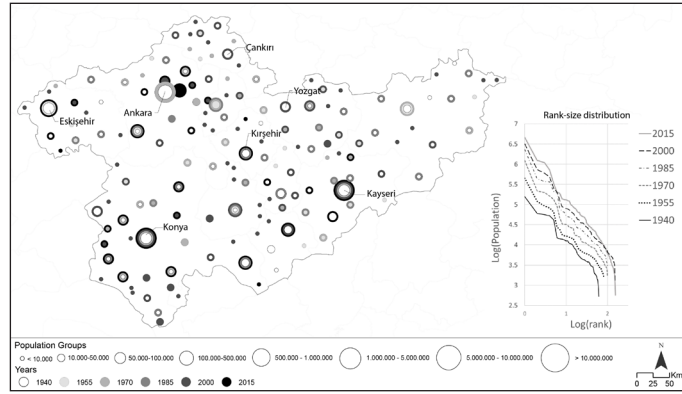 Çankırı
Yozgat
Ankara
Eskişehir
Kırşehir
Kayseri
Konya
Rank-size distribution
7
6.5
6
5.5
5
4.5
4
3.5
3
2.5
0 1 2
Log(Population)
Log(rank)
2015
2000
1985
1970
1955
1940
Population Groups
< 10.000 10.000-50.000 50.000-100.000 100.000-500.000 500.000 - 1.000.000 1.000.000 - 5.000.000 5.000.000 - 10.000.000 > 10.000.000
Years
1940 1955 1970 1985 2000 2015
N
Km
0 12.5 25 50